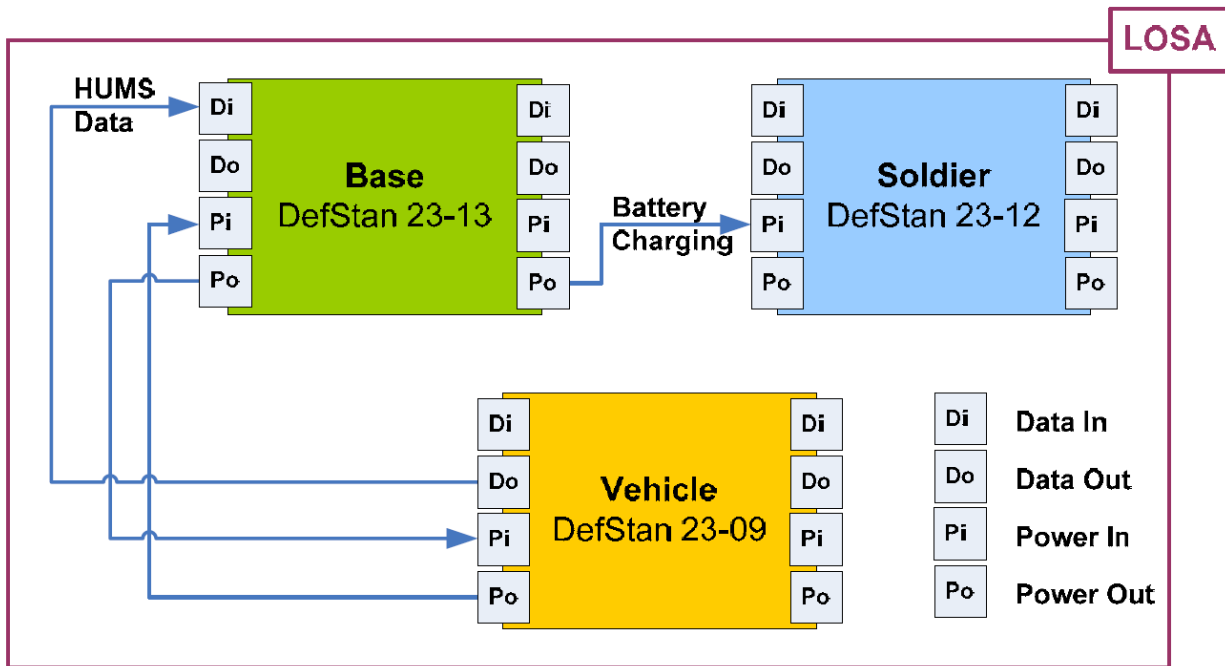 LOSA
HUMS
Data
Di
Do
Pi
Po
Base
DefStan 23-13
Di
Do
Pi
Po
Battery
Charging
Di
Do
Pi
Po
Soldier
DefStan 23-12
Di
Do
Pi
Po
Di
Do
Pi
Po
Vehicle
DefStan 23-09
Di
Do
Pi
Po
Di Data In
Do Data Out
Pi Power In
Po Power Out